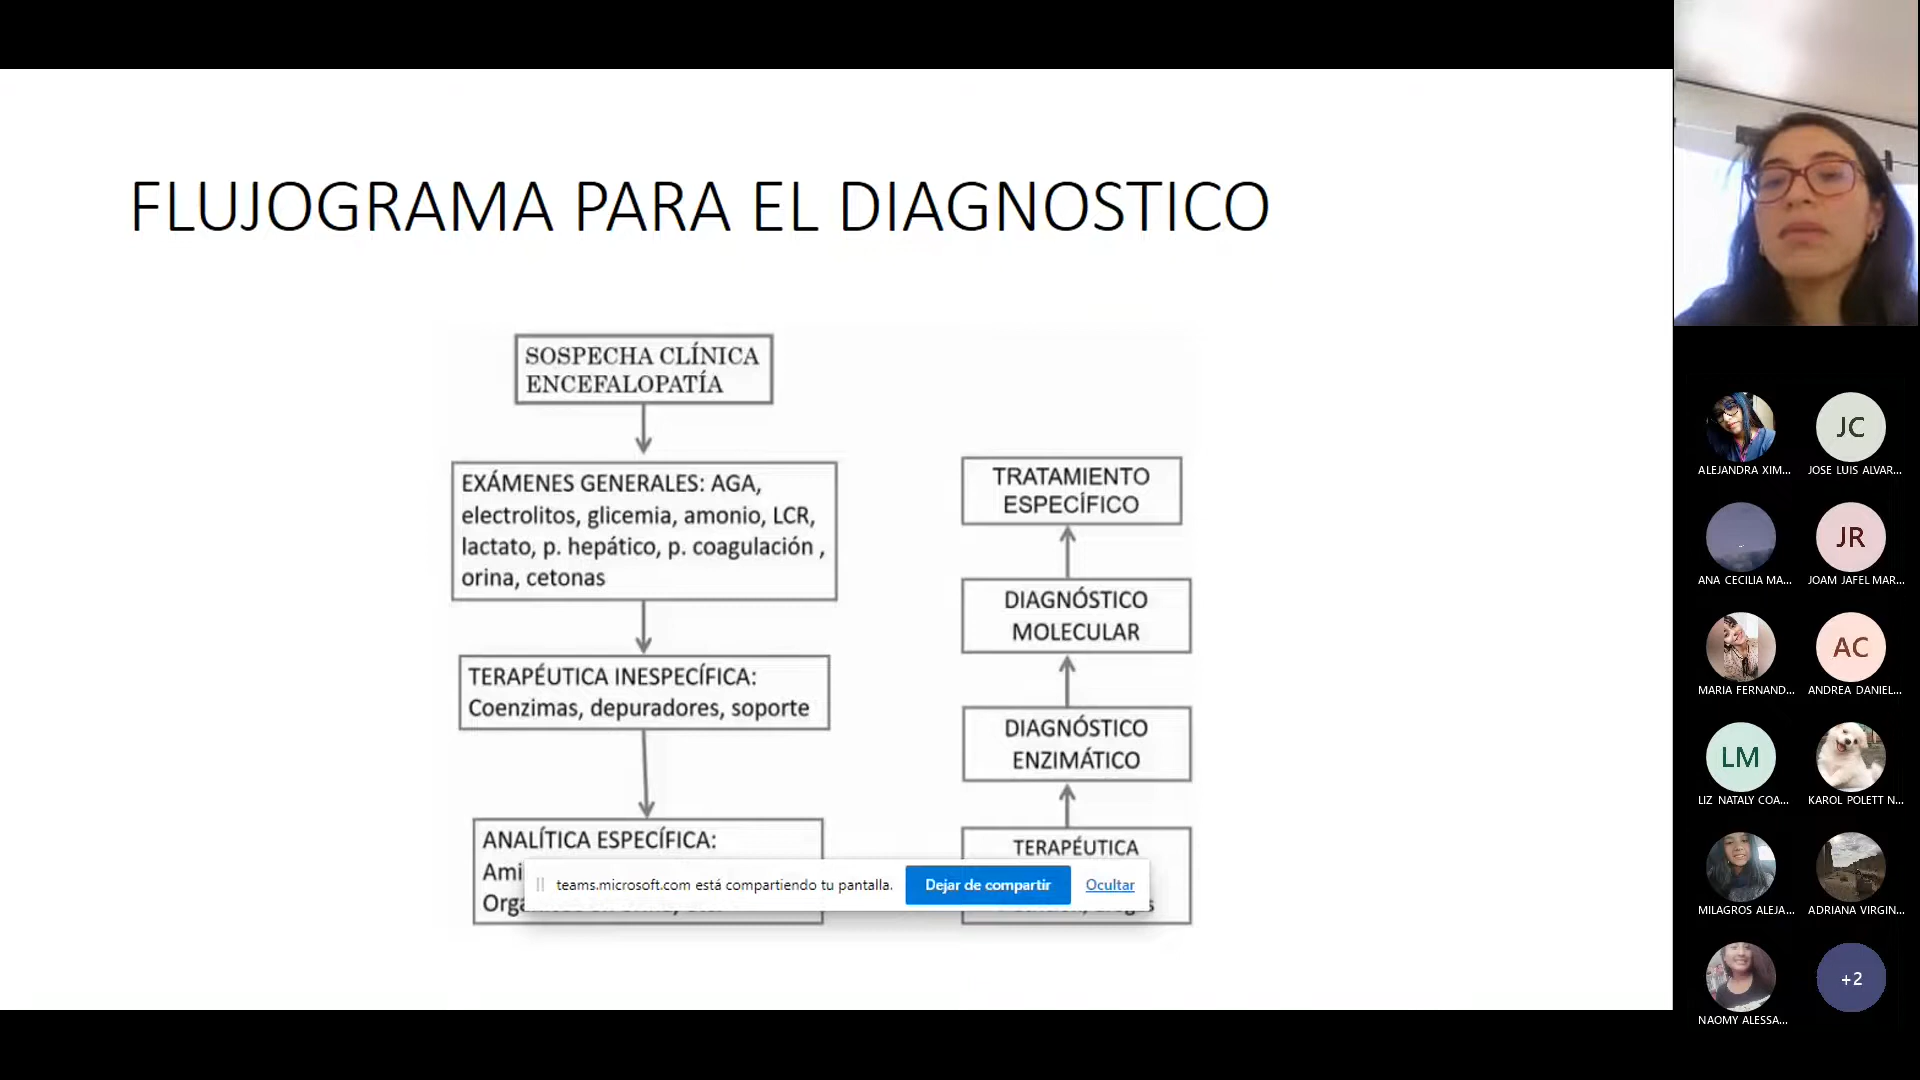 FLUJOGRAMA PARA EL DIAGNOSTICO
SOSPECHA CLÍNICA
ENCEFALOPATÍA
EXÁMENES GENERALES: AGA,
electrolitos, glicemia, amonio, LCR,
lactato, p. hepático, p. coagulación ,
orina, cetonas
TERAPÉUTICA INESPECÍFICA:
Coenzimas, depuradores, soporte
ANALÍTICA ESPECÍFICA:
TRATAMIENTO
ESPECÍFICO
DIAGNÓSTICO
MOLECULAR
DIAGNÓSTICO
ENZIMÁTICO
TERAPÉUTICA
teams.microsoft.com está compartiendo tu pantalla.
Dejar de compartir
Ocultar
ALEJANDRA XIM...
JC
JOSE LUIS ALVAR...
ANA CECILIA MA...
JR
JOAM JAFEL MAR...
MARIA FERNAND...
AC
ANDREA DANIEL...
LM
LIZ NATALY COA...
KAROL POLETT N...
MILAGROS ALEJA...
ADRIANA VIRGIN...
NAOMY ALESSA...
+2